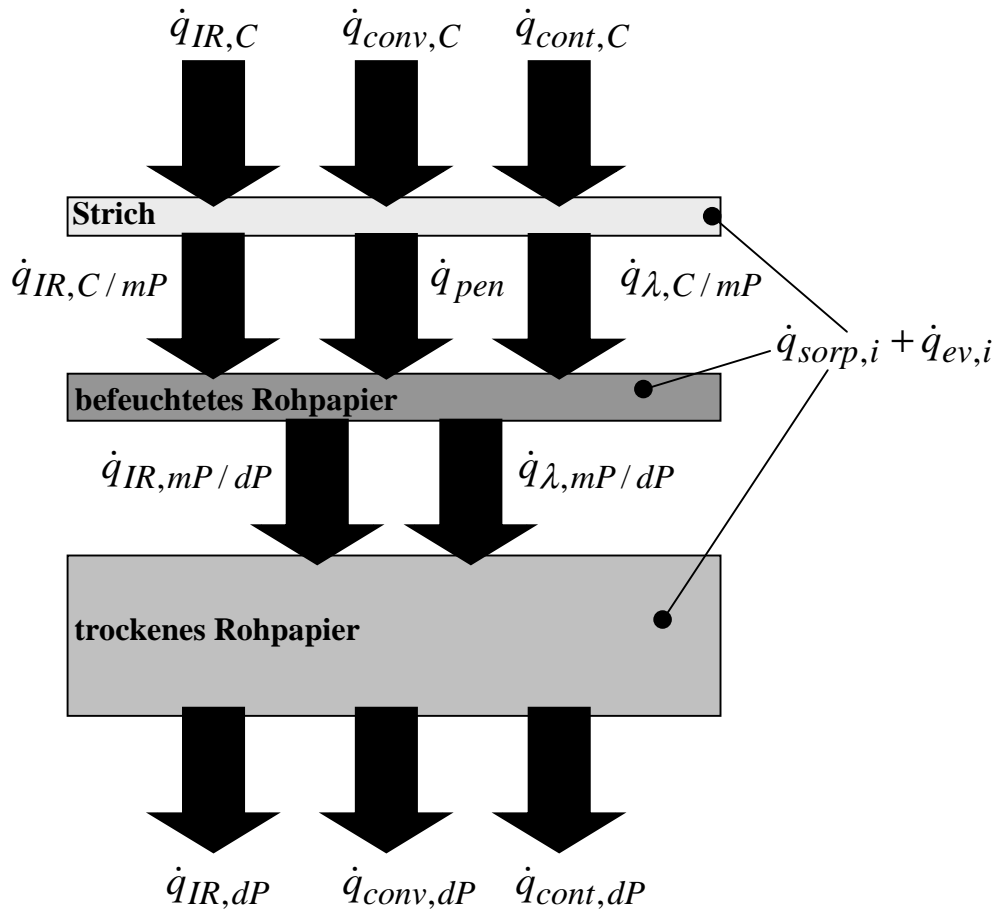 q̇IR,C q̇conv,C q̇cont,C
Strich
q̇IR,C/mP q̇pen q̇λ,C/mP
q̇sorp,i + q̇ev,i
befeuchtetes Rohpapier
q̇IR,mP/dP q̇λ,mP/dP
trockenes Rohpapier
q̇IR,dP q̇conv,dP q̇cont,dP